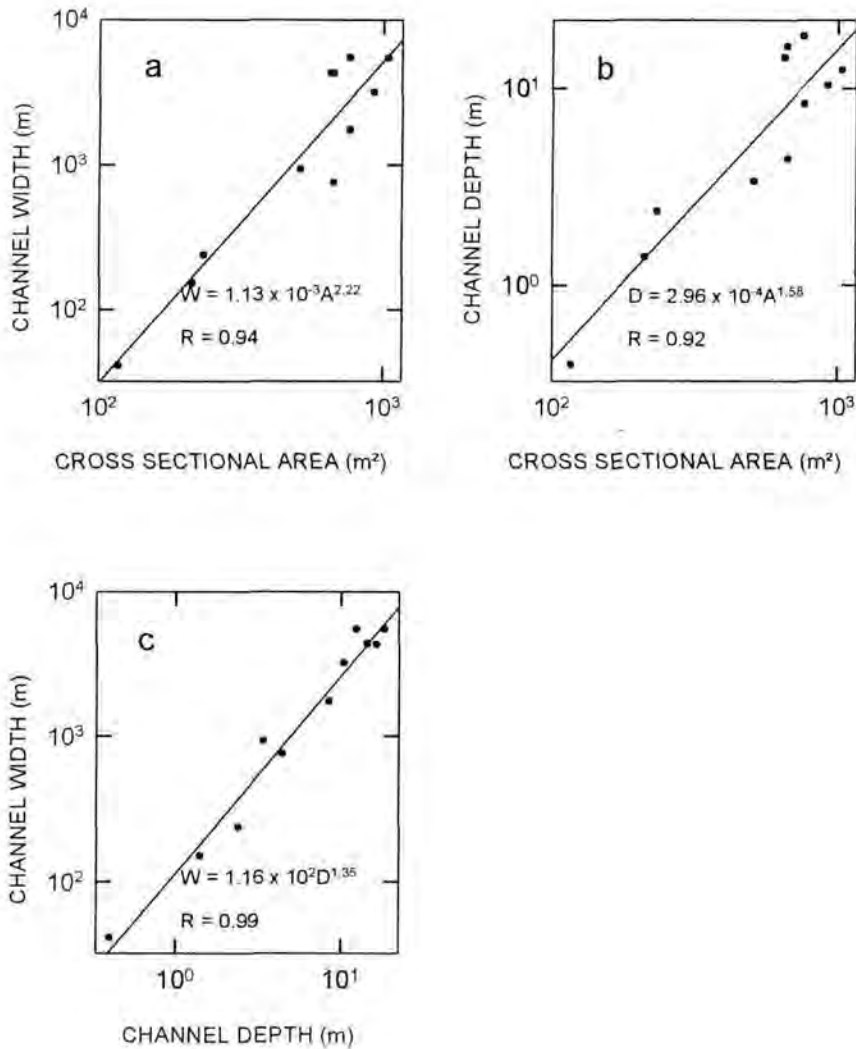 a
10⁴
10³
10²
CHANNEL WIDTH (m)
W = 1.13 x 10⁻³A²·²²
R = 0.94
10² 10³
CROSS SECTIONAL AREA (m²)
b
10¹
10⁰
CHANNEL DEPTH (m)
D = 2.96 x 10⁻⁴A¹·⁵⁸
R = 0.92
10² 10³
CROSS SECTIONAL AREA (m²)
c
10⁴
10³
10²
CHANNEL WIDTH (m)
W = 1.16 x 10²D¹·³⁵
R = 0.99
10⁰ 10¹
CHANNEL DEPTH (m)